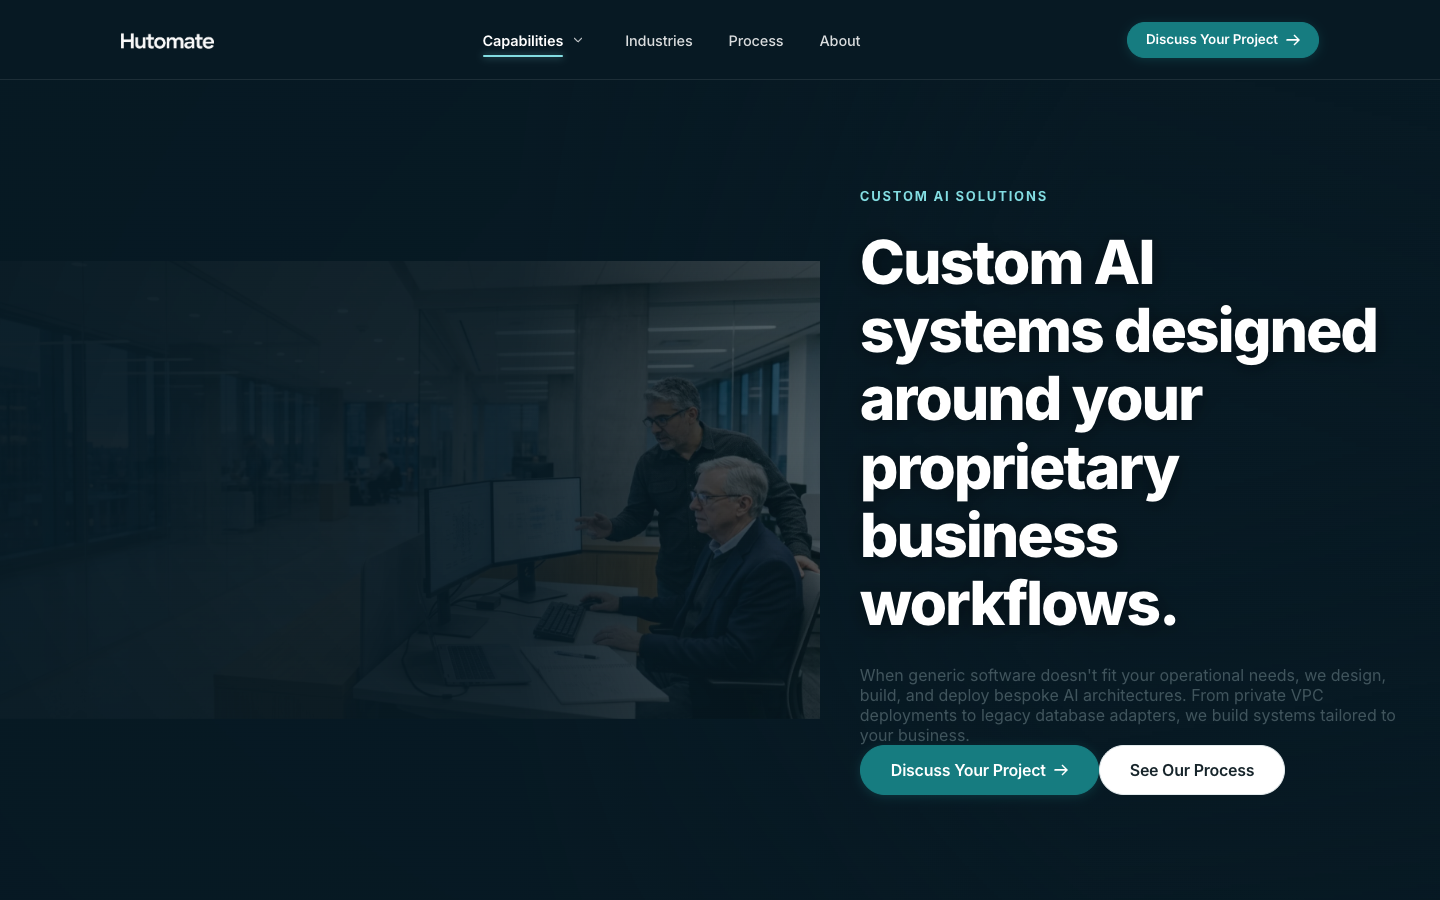 Hutomate
Capabilities
Industries
Process
About
Discuss Your Project
CUSTOM AI SOLUTIONS
Custom AI
systems designed
around your
proprietary
business
workflows.
When generic software doesn't fit your operational needs, we design,
build, and deploy bespoke AI architectures. From private VPC
deployments to legacy database adapters, we build systems tailored to
your business.
Discuss Your Project
See Our Process